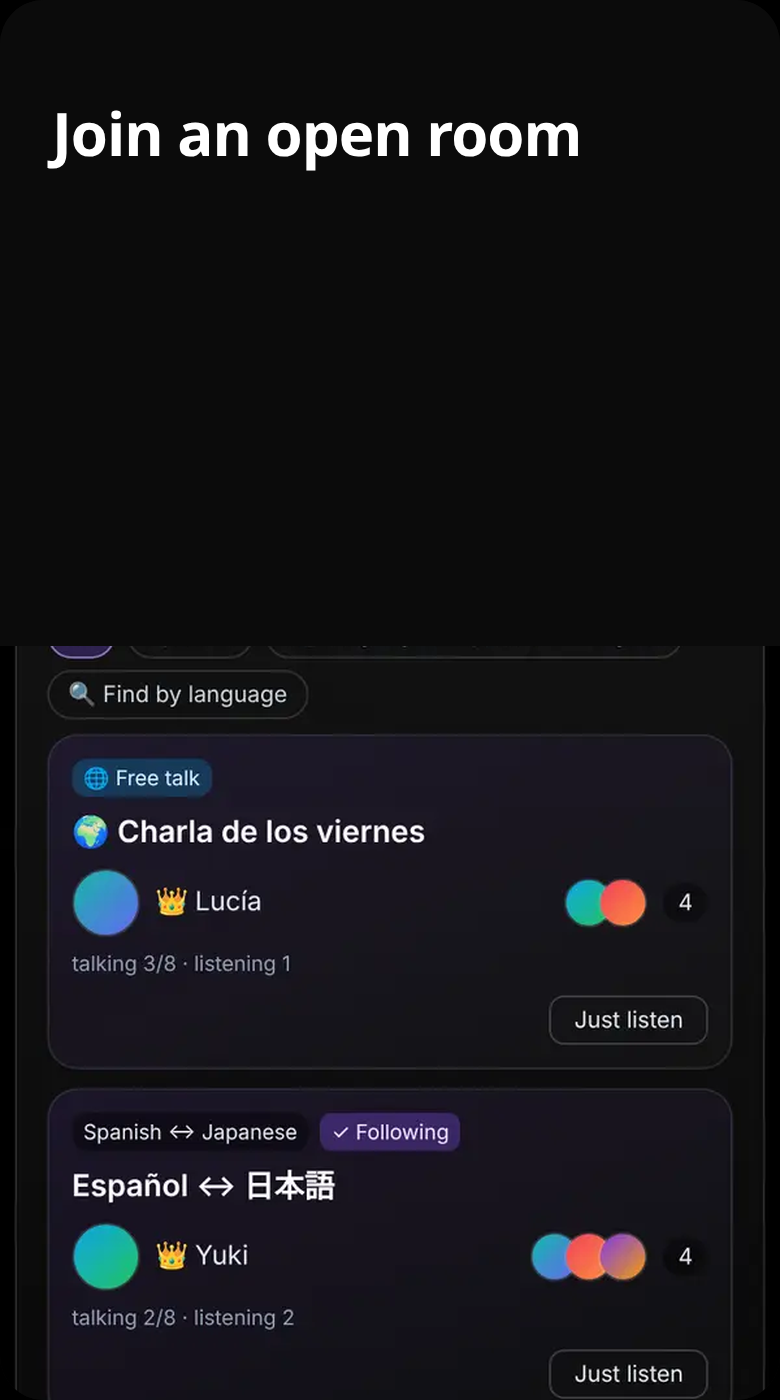 Join an open room
🔍 Find by language
🌐 Free talk
🌍 Charla de los viernes
👑 Lucía
4
talking 3/8 · listening 1
Just listen
Spanish ↔ Japanese
✓ Following
Español ↔ 日本語
👑 Yuki
4
talking 2/8 · listening 2
Just listen